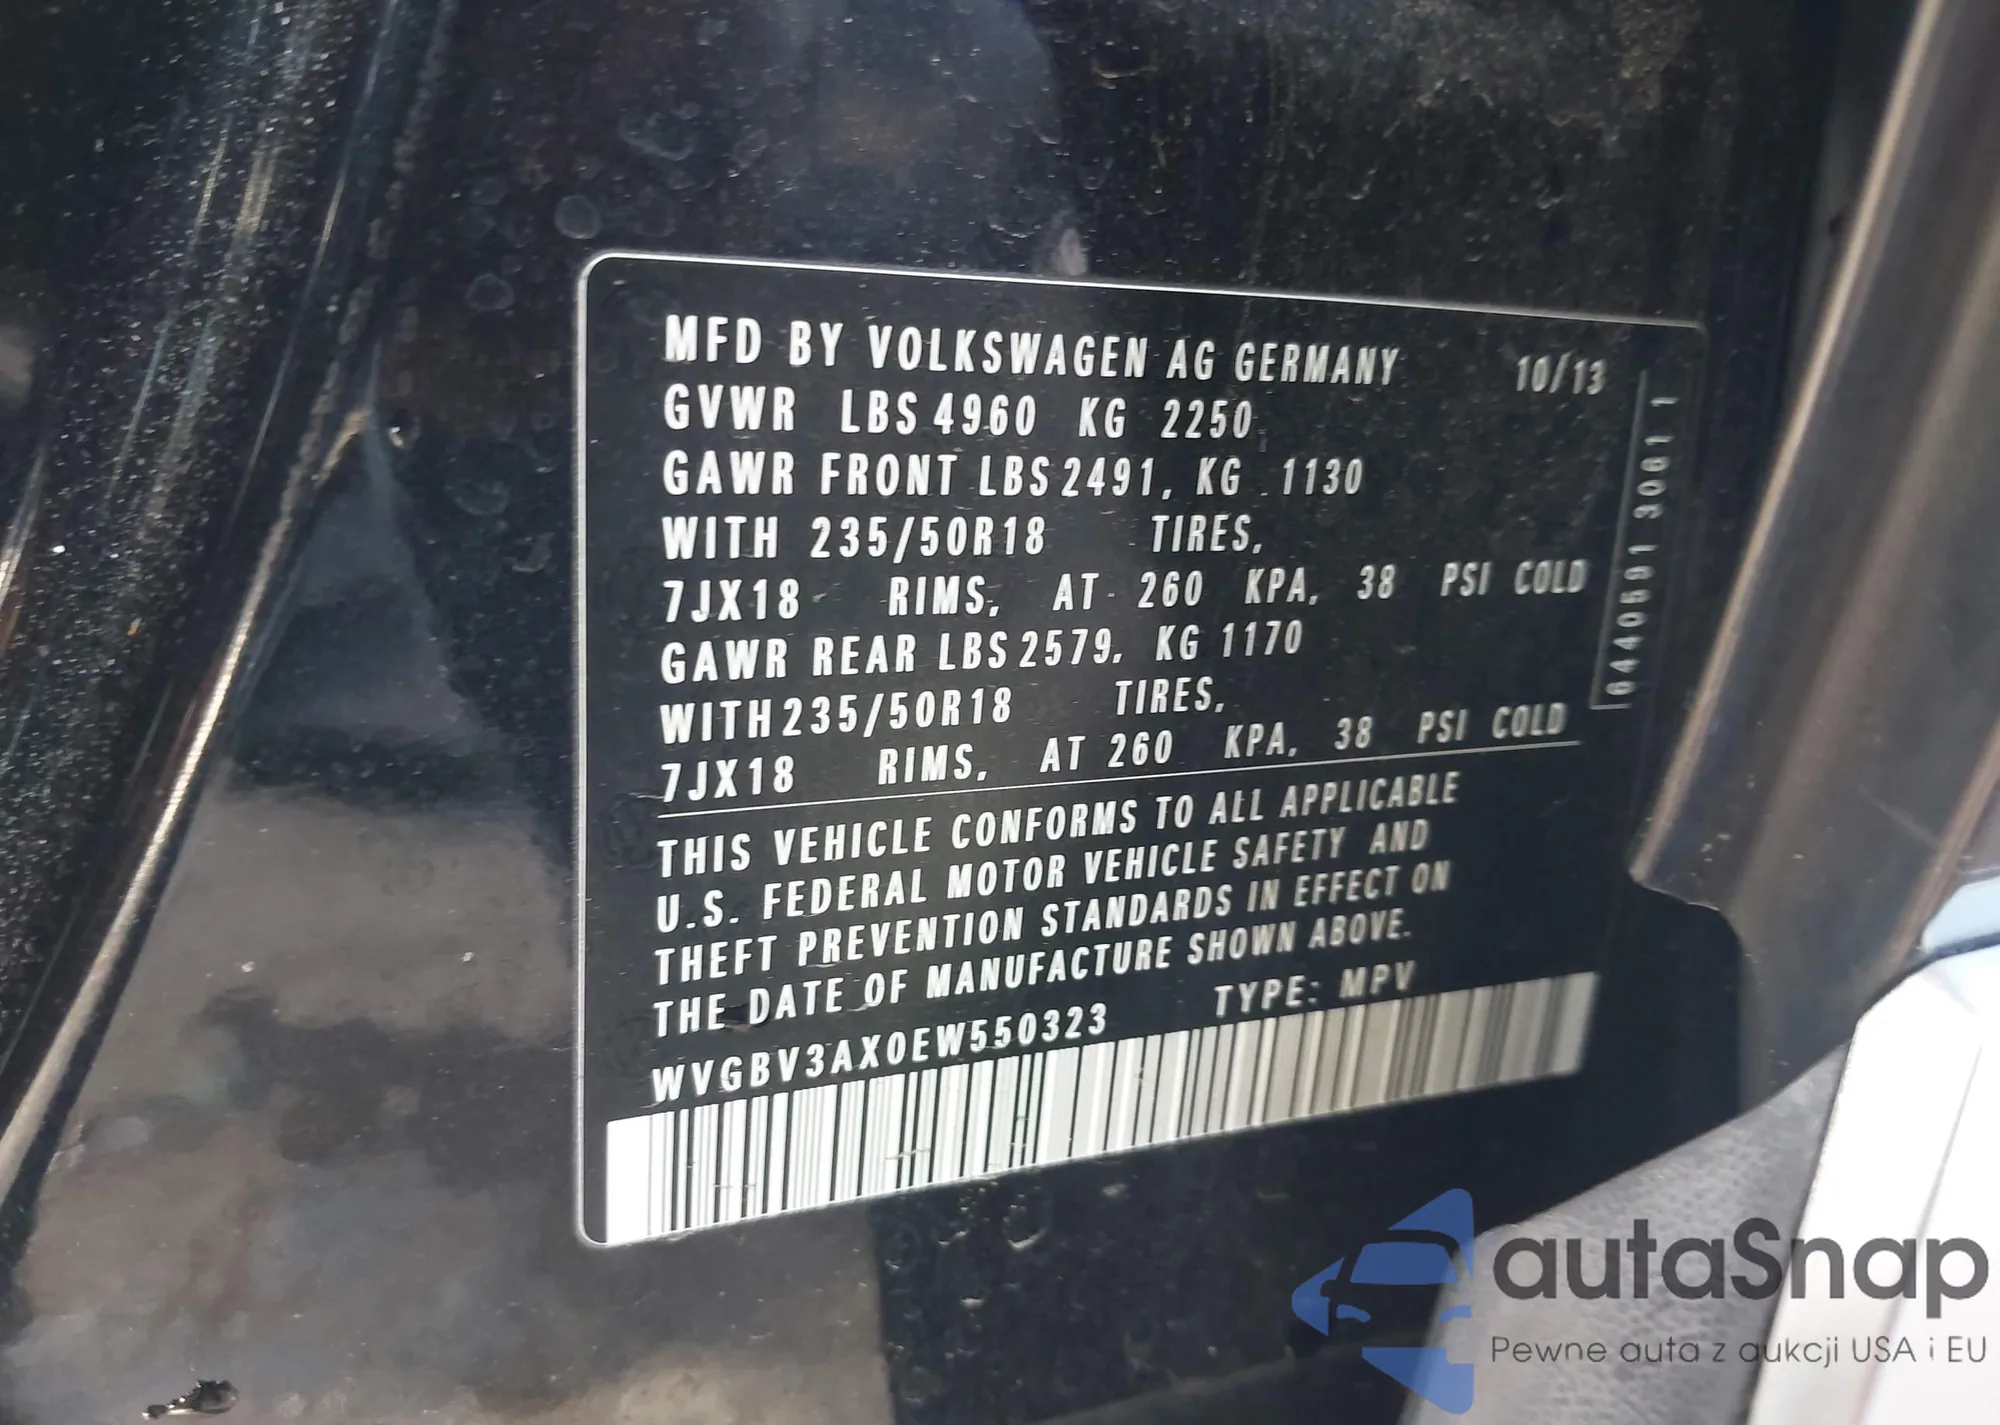 MFD BY VOLKSWAGEN AG GERMANY 10/13
GVWR LBS 4960 KG 2250
GAWR FRONT LBS 2491, KG 1130
WITH 235/50R18 TIRES,
7JX18 RIMS, AT 260 KPA, 38 PSI COLD
GAWR REAR LBS 2579, KG 1170
WITH 235/50R18 TIRES,
7JX18 RIMS, AT 260 KPA, 38 PSI COLD
6440591 3061 1
THIS VEHICLE CONFORMS TO ALL APPLICABLE
U.S. FEDERAL MOTOR VEHICLE SAFETY AND
THEFT PREVENTION STANDARDS IN EFFECT ON
THE DATE OF MANUFACTURE SHOWN ABOVE.
WVGBV3AX0EW550323 TYPE: MPV
autaSnap
Pewne auta z aukcji USA i EU